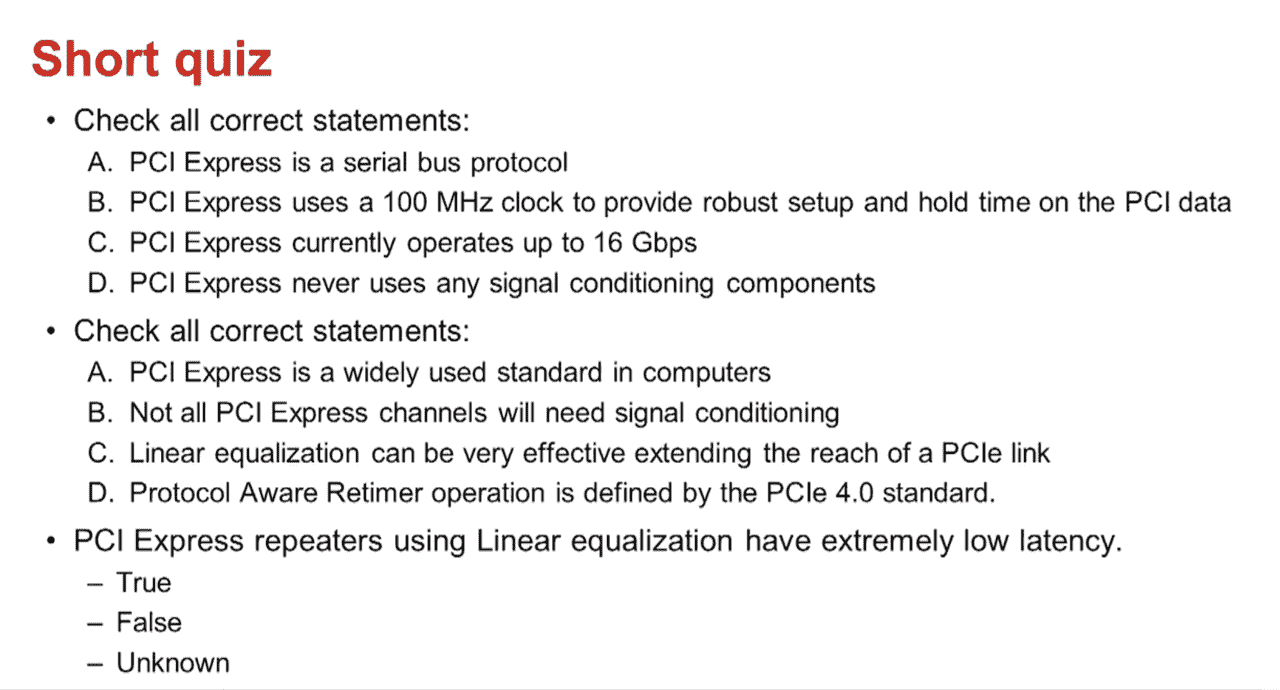 Short quiz
• Check all correct statements:
A. PCI Express is a serial bus protocol
B. PCI Express uses a 100 MHz clock to provide robust setup and hold time on the PCI data
C. PCI Express currently operates up to 16 Gbps
D. PCI Express never uses any signal conditioning components
• Check all correct statements:
A. PCI Express is a widely used standard in computers
B. Not all PCI Express channels will need signal conditioning
C. Linear equalization can be very effective extending the reach of a PCIe link
D. Protocol Aware Retimer operation is defined by the PCIe 4.0 standard.
• PCI Express repeaters using Linear equalization have extremely low latency.
– True
– False
– Unknown